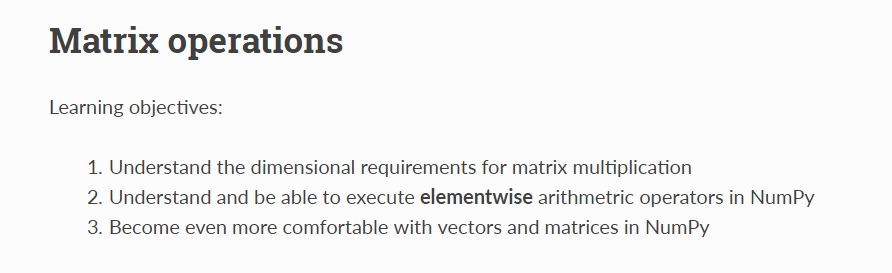 Matrix operations
Learning objectives:
1. Understand the dimensional requirements for matrix multiplication
2. Understand and be able to execute elementwise arithmetric operators in NumPy
3. Become even more comfortable with vectors and matrices in NumPy